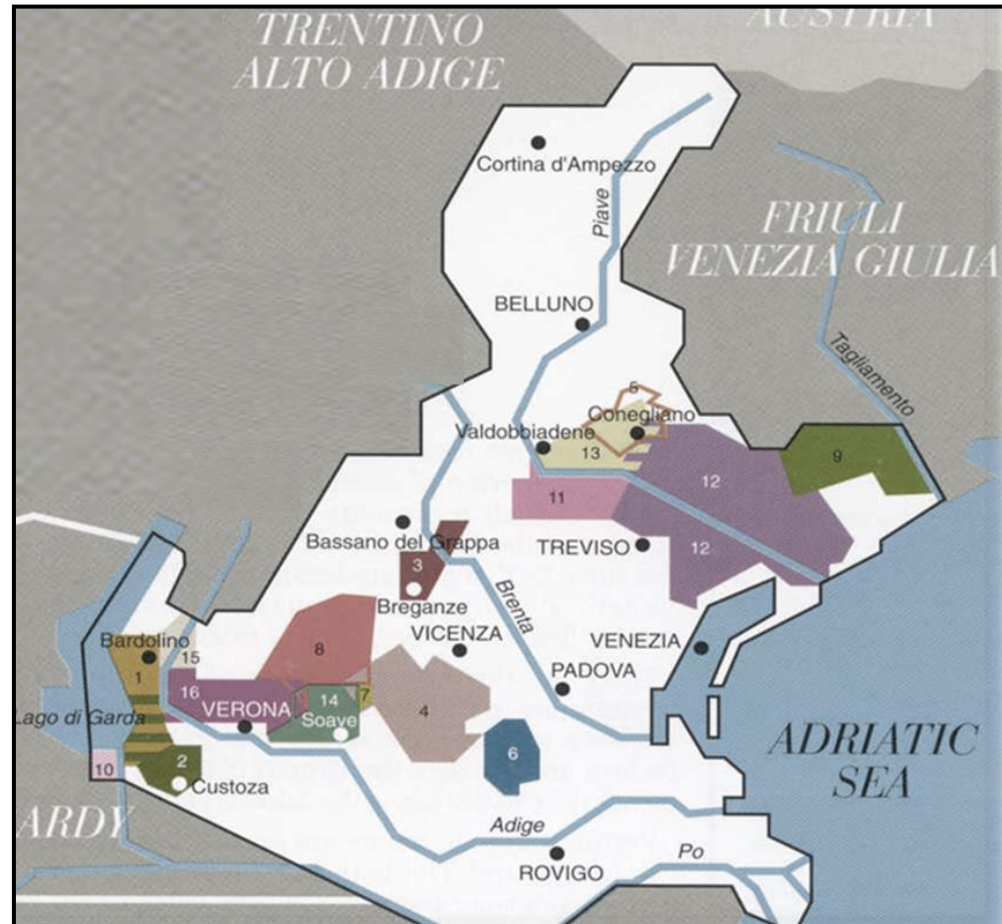 AUSTRIA
TRENTINO
ALTO ADIGE
Cortina d'Ampezzo
Piave
FRIULI
VENEZIA GIULIA
BELLUNO
Tagliamento
5
Conegliano
Valdobbiadene
13
12
9
11
Bassano del Grappa
TREVISO
12
3
Breganze
Brenta
VICENZA
VENEZIA
Bardolino
15
8
1
PADOVA
16
14
7
4
VERONA
Soave
Lago di Garda
6
ADRIATIC
SEA
10
2
Custoza
ARDY
Adige
Po
ROVIGO